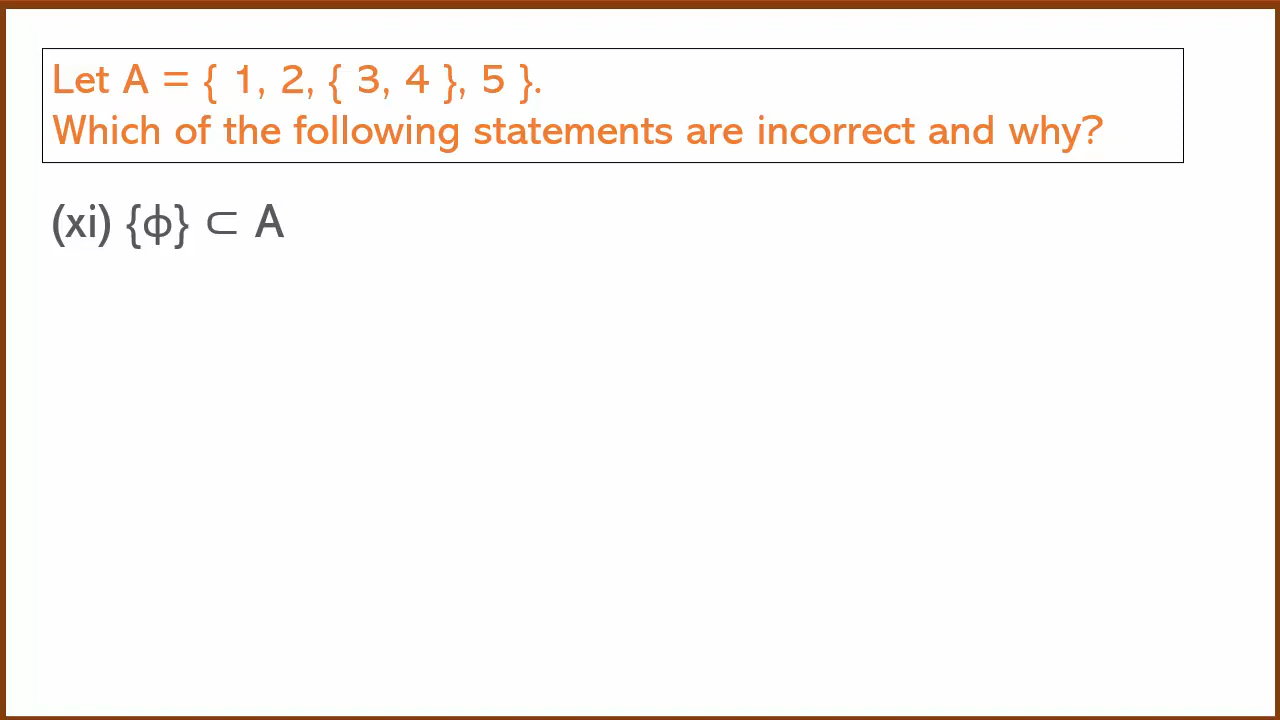 Let A = { 1, 2, { 3, 4 }, 5 }.
Which of the following statements are incorrect and why?
(xi) {ϕ} ⊂ A